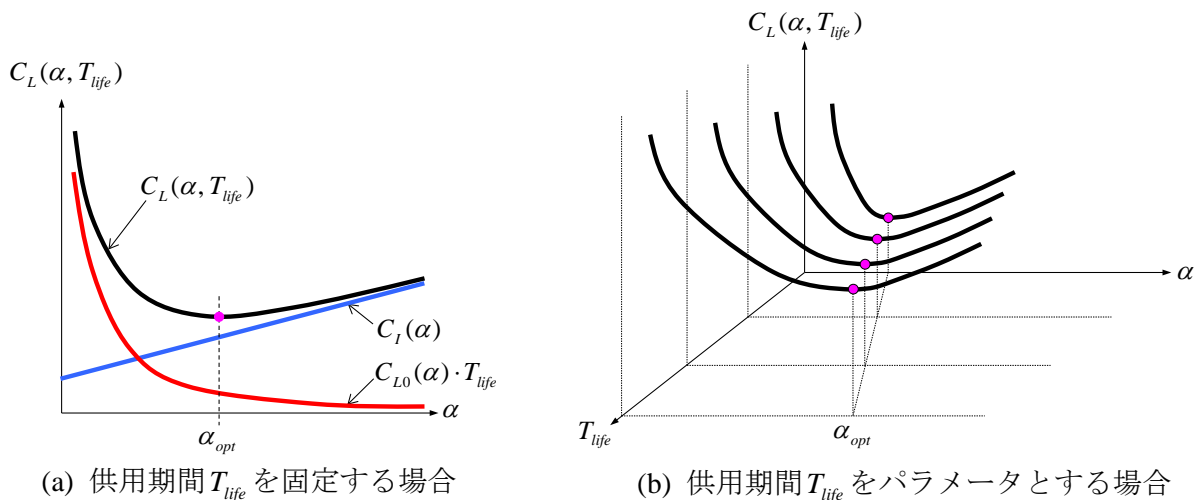 C_L(α, T_life)
C_L(α, T_life)
C_I(α)
C_L0(α)·T_life
α
α_opt
(a) 供用期間T_lifeを固定する場合
C_L(α, T_life)
α
T_life
α_opt
(b) 供用期間T_lifeをパラメータとする場合